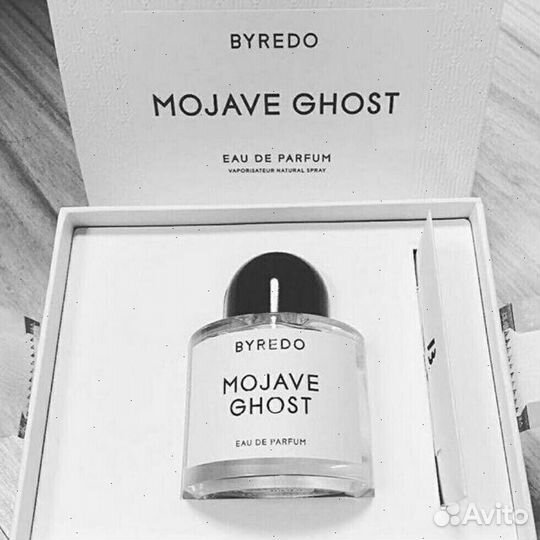 BYREDO
MOJAVE GHOST
EAU DE PARFUM
VAPORISATEUR NATURAL SPRAY
BYREDO
MOJAVE
GHOST
EAU DE PARFUM
Avito